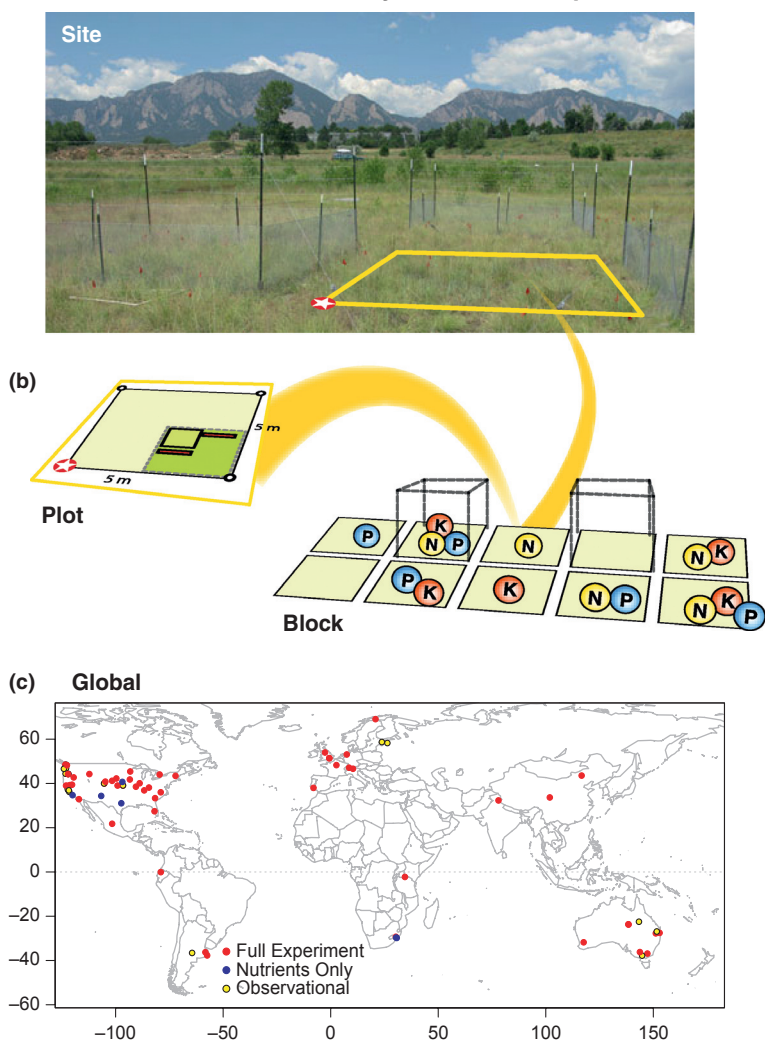 Site
(b)
5 m
5 m
Plot
P
K
N
P
N
N
K
P
K
K
N
P
N
K
P
Block
(c) Global
60
40
20
0
−20
−40
−60
Full Experiment
Nutrients Only
Observational
−100 −50 0 50 100 150